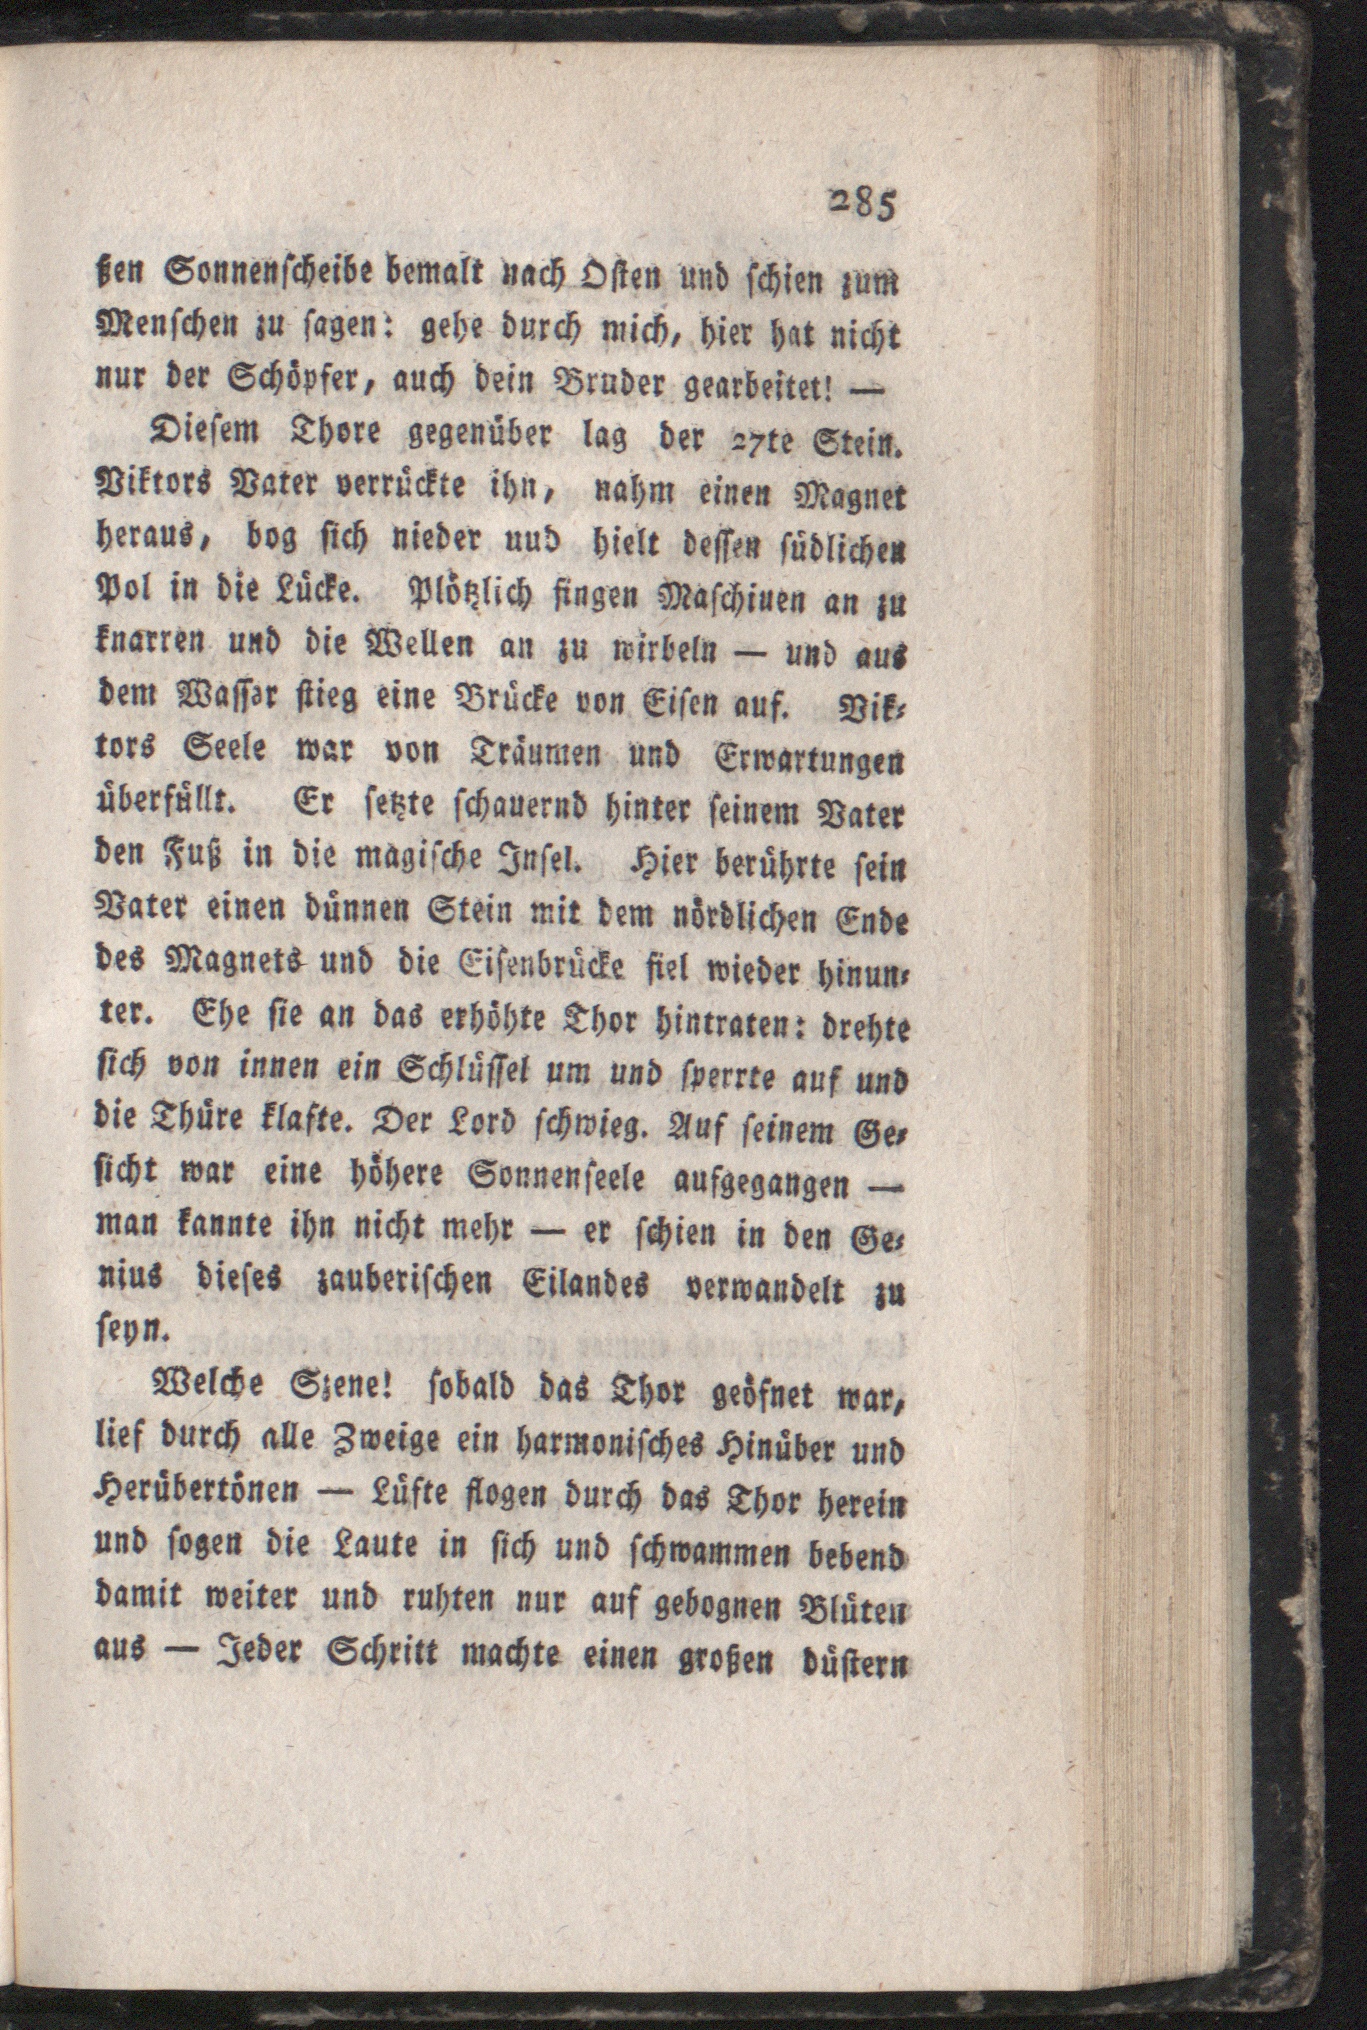 285
ßen Sonnenſcheibe bemalt nach Oſten und ſchien zum
Menſchen zu ſagen: gehe durch mich, hier hat nicht
nur der Schöpfer, auch dein Bruder gearbeitet! —
Dieſem Thore gegenüber lag der 27te Stein.
Viktors Vater verrückte ihn, nahm einen Magnet
heraus, bog ſich nieder uud hielt deſſen ſüdlichen
Pol in die Lücke. Plötzlich fingen Maſchiuen an zu
knarren und die Wellen an zu wirbeln — und aus
dem Waſſer ſtieg eine Brücke von Eiſen auf. Vik⸗
tors Seele war von Träumen und Erwartungen
überfüllt. Er ſetzte ſchauernd hinter ſeinem Vater
den Fuß in die magiſche Inſel. Hier berührte ſein
Vater einen dünnen Stein mit dem nördlichen Ende
des Magnets und die Eiſenbrücke fiel wieder hinun⸗
ter. Ehe ſie an das erhöhte Thor hintraten: drehte
ſich von innen ein Schlüſſel um und ſperrte auf und
die Thüre klafte. Der Lord ſchwieg. Auf ſeinem Ge⸗
ſicht war eine höhere Sonnenſeele aufgegangen —
man kannte ihn nicht mehr — er ſchien in den Ge⸗
nius dieſes zauberiſchen Eilandes verwandelt zu
ſeyn.
Welche Szene! ſobald das Thor geöfnet war,
lief durch alle Zweige ein harmoniſches Hinüber und
Herübertönen — Lüfte flogen durch das Thor herein
und ſogen die Laute in ſich und ſchwammen bebend
damit weiter und ruhten nur auf gebognen Blüten
aus — Jeder Schritt machte einen großen düſtern